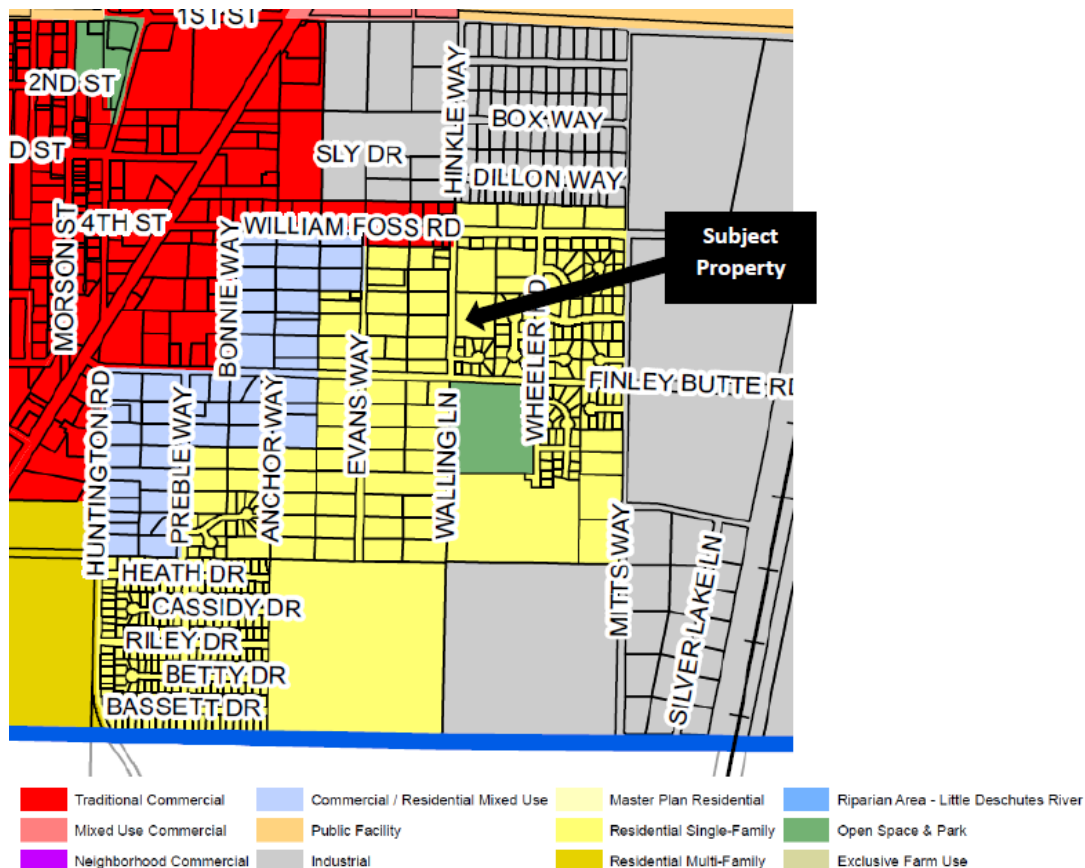 1ST ST
2ND ST
HINKLE WAY
BOX WAY
D ST
SLY DR
DILLON WAY
MORSON ST
4TH ST
BONNIE WAY
WILLIAM FOSS RD
Subject
Property
WHEELER RD
EVANS WAY
FINLEY BUTTE RD
HUNTINGTON RD
PREBLE WAY
ANCHOR WAY
WALLING LN
MITTS WAY
SILVER LAKE LN
HEATH DR
CASSIDY DR
RILEY DR
BETTY DR
BASSETT DR
Traditional Commercial
Commercial / Residential Mixed Use
Master Plan Residential
Riparian Area - Little Deschutes River
Mixed Use Commercial
Public Facility
Residential Single-Family
Open Space & Park
Neighborhood Commercial
Industrial
Residential Multi-Family
Exclusive Farm Use